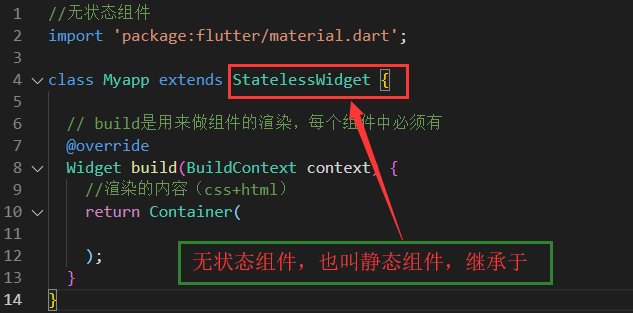 1 //无状态组件
2 import 'package:flutter/material.dart';
3
4 class Myapp extends StatelessWidget {
5
6 // build是用来做组件的渲染，每个组件中必须有
7 @override
8 Widget build(BuildContext context) {
9 //渲染的内容（css+html）
10 return Container(
11
12 );
13 }
14 }
无状态组件，也叫静态组件，继承于